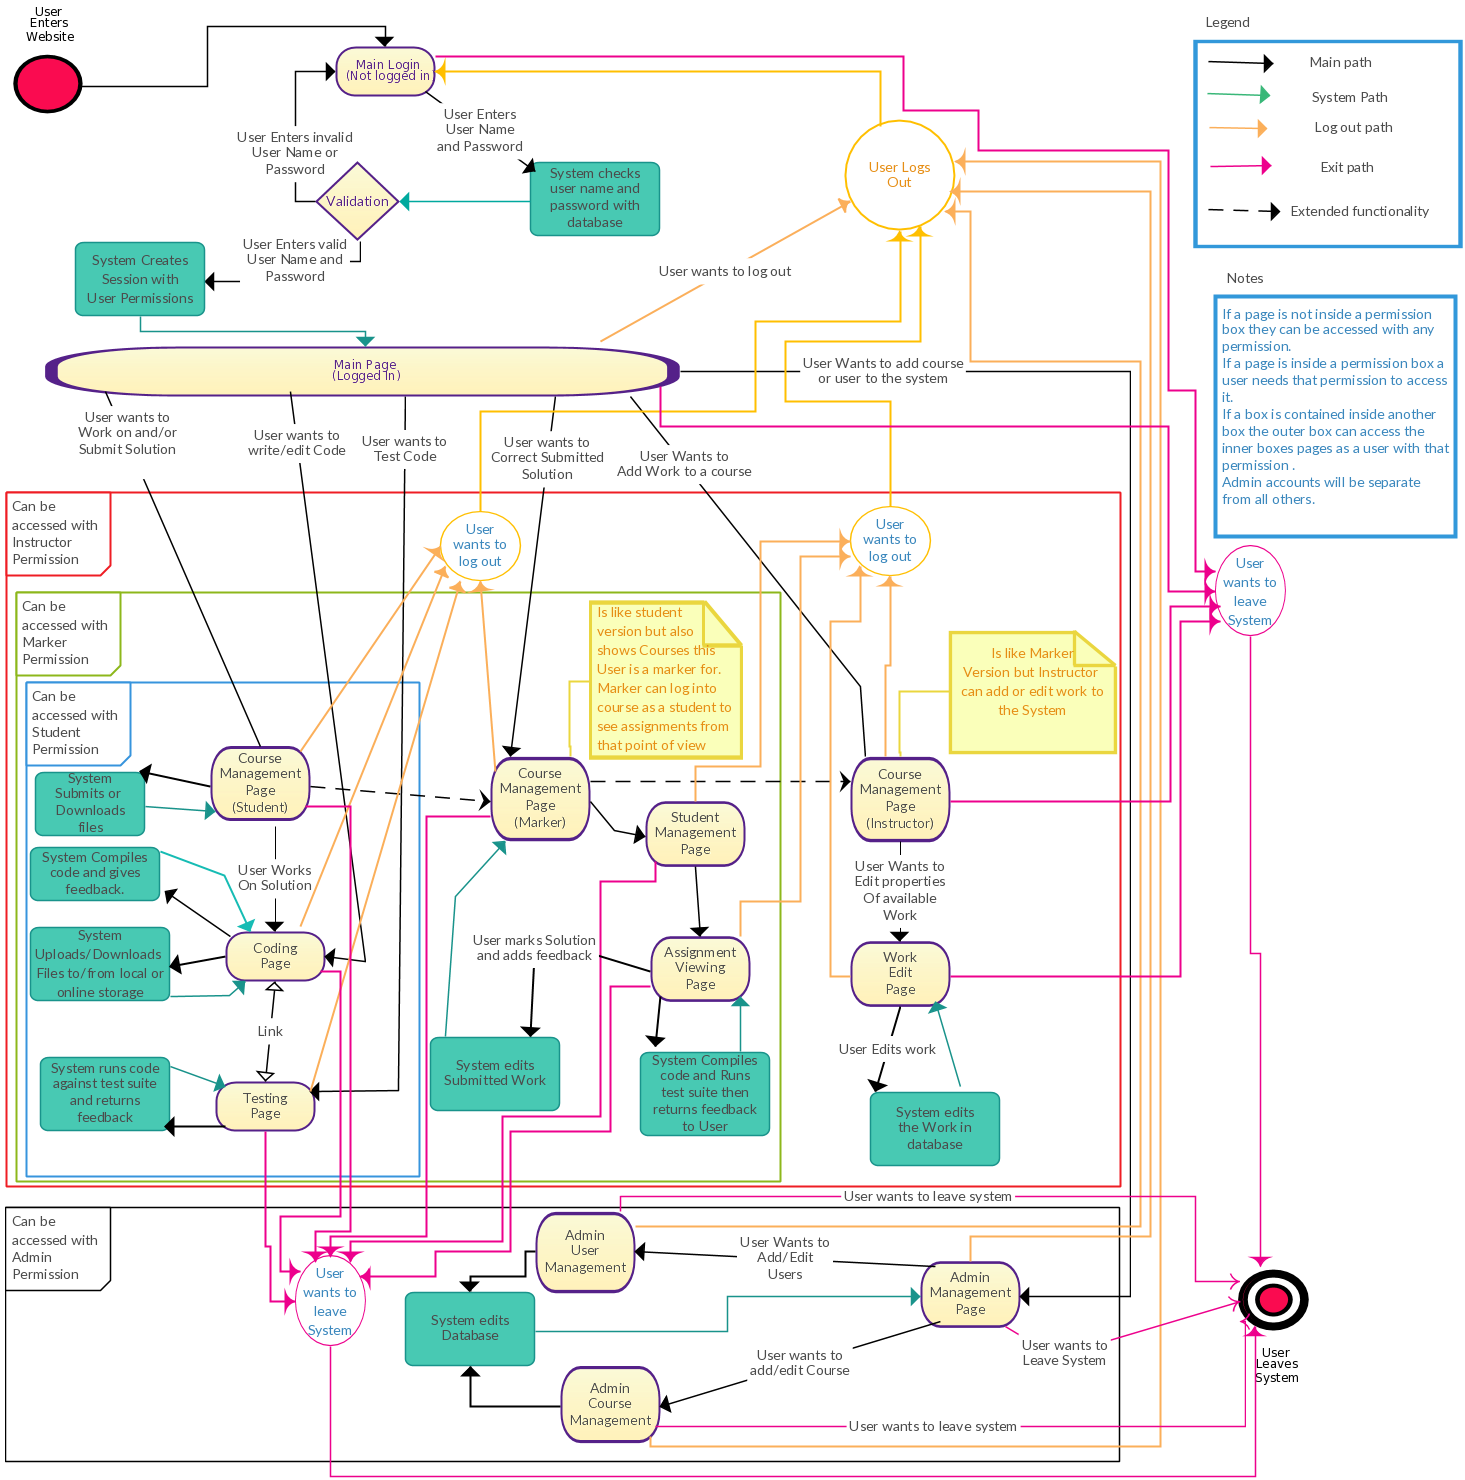 User
Enters
Website
Main Login
(Not logged in
User Enters
User Name
and Password
User Enters invalid
User Name or
Password
Validation
System checks
user name and
password with
database
User Enters valid
User Name and
Password
System Creates
Session with
User Permissions
User Logs
Out
User wants to log out
Main Page
(Logged In)
User Wants to add course
or user to the system
Legend
Main path
System Path
Log out path
Exit path
Extended functionality
Notes
If a page is not inside a permission
box they can be accessed with any
permission.
If a page is inside a permission box a
user needs that permission to access
it.
If a box is contained inside another
box the outer box can access the
inner boxes pages as a user with that
permission .
Admin accounts will be separate
from all others.
User wants to
Work on and/or
Submit Solution
User wants to
write/edit Code
User wants to
Test Code
User wants to
Correct Submitted
Solution
User Wants to
Add Work to a course
Can be
accessed with
Instructor
Permission
User
wants to
log out
User
wants to
log out
User
wants to
leave
System
Can be
accessed with
Marker
Permission
Is like student
version but also
shows Courses this
User is a marker for.
Marker can log into
course as a student to
see assignments from
that point of view
Is like Marker
Version but Instructor
can add or edit work to
the System
Can be
accessed with
Student
Permission
Course
Management
Page
(Student)
System
Submits or
Downloads
files
Course
Management
Page
(Marker)
Student
Management
Page
Course
Management
Page
(Instructor)
System Compiles
code and gives
feedback.
User Works
On Solution
User Wants to
Edit properties
Of available
Work
System
Uploads/Downloads
Files to/from local or
online storage
Coding
Page
User marks Solution
and adds feedback
Assignment
Viewing
Page
Work
Edit
Page
Link
User Edits work
System runs code
against test suite
and returns
feedback
Testing
Page
System edits
Submitted Work
System Compiles
code and Runs
test suite then
returns feedback
to User
System edits
the Work in
database
User wants to leave system
Can be
accessed with
Admin
Permission
User
wants to
leave
System
Admin
User
Management
User Wants to
Add/Edit
Users
Admin
Management
Page
System edits
Database
User wants to
Leave System
User
Leaves
System
User wants to
add/edit Course
Admin
Course
Management
User wants to leave system